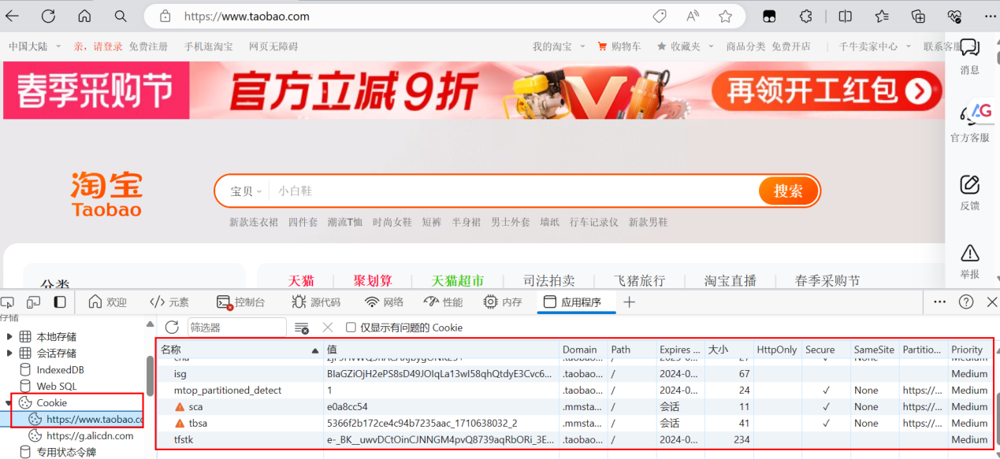 https://www.taobao.com
中国大陆 亲，请登录 免费注册 手机逛淘宝 网页无障碍 我的淘宝 购物车 收藏夹 商品分类 免费开店 千牛卖家中心 联系客服
消息
春季采购节 官方立减9折 再领开工红包
官方客服
淘宝
Taobao
宝贝 小白鞋 搜索
反馈
新款连衣裙 四件套 潮流T恤 时尚女鞋 短裤 半身裙 男士外套 墙纸 行车记录仪 新款男鞋
举报
分类 天猫 聚划算 天猫超市 司法拍卖 飞猪旅行 淘宝直播 春季采购节
欢迎 元素 控制台 源代码 网络 性能 内存 应用程序
存储
筛选器 仅显示有问题的 Cookie
本地存储
会话存储
IndexedDB
Web SQL
Cookie
https://www.taobao.co
https://g.alicdn.com
专用状态令牌
名称 值 Domain Path Expires ... 大小 HttpOnly Secure SameSite Partitio... Priority
isg BIaGZiOjH2ePS8sD49JOIqLa13wI58qhQtdyE3Cvc6... .taobao... / 2024-0... 67 Medium
mtop_partitioned_detect 1 .taobao... / 2024-0... 24 ✓ None https://... Medium
sca e0a8cc54 .mmsta... / 会话 11 ✓ None https://... Medium
tbsa 5366f2b172ce4c94b7235aac_1710638032_2 .mmsta... / 会话 41 ✓ None https://... Medium
tfstk e-_BK__uwvDCtOinCJNNGM4pvQ8739aqRbORi_3E... .taobao... / 2024-0... 234 Medium